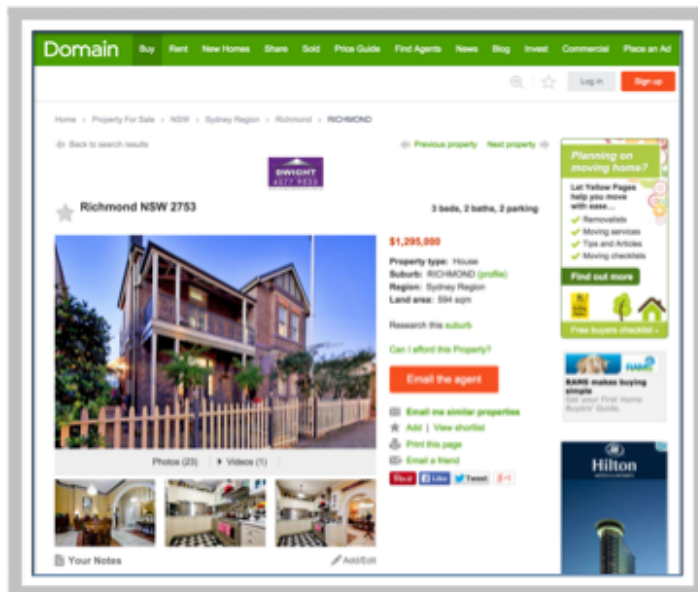 Domain Buy Rent New Homes Share Sold Price Guide Find Agents News Blog Invest Commercial Place an Ad
Log in Sign up
Home › Property For Sale › NSW › Sydney Region › Richmond › RICHMOND
Back to search results
Previous property Next property
DWIGHT
4577 9033
Richmond NSW 2753
3 beds, 2 baths, 2 parking
$1,295,000
Property type: House
Suburb: RICHMOND (profile)
Region: Sydney Region
Land area: 594 sqm
Research this suburb
Can I afford this Property?
Email the agent
Email me similar properties
Add | View shortlist
Print this page
Email a friend
Pin it Like Tweet +1
Photos (23) Videos (1)
Your Notes Add/Edit
Planning on
moving home?
Let Yellow Pages
help you move
with ease...
Removalists
Moving services
Tips and Articles
Moving checklists
Find out more
Free buyers checklist ›
RAMS
RAMS makes buying
simple
Get your First Home
Buyers' Guide.
Hilton